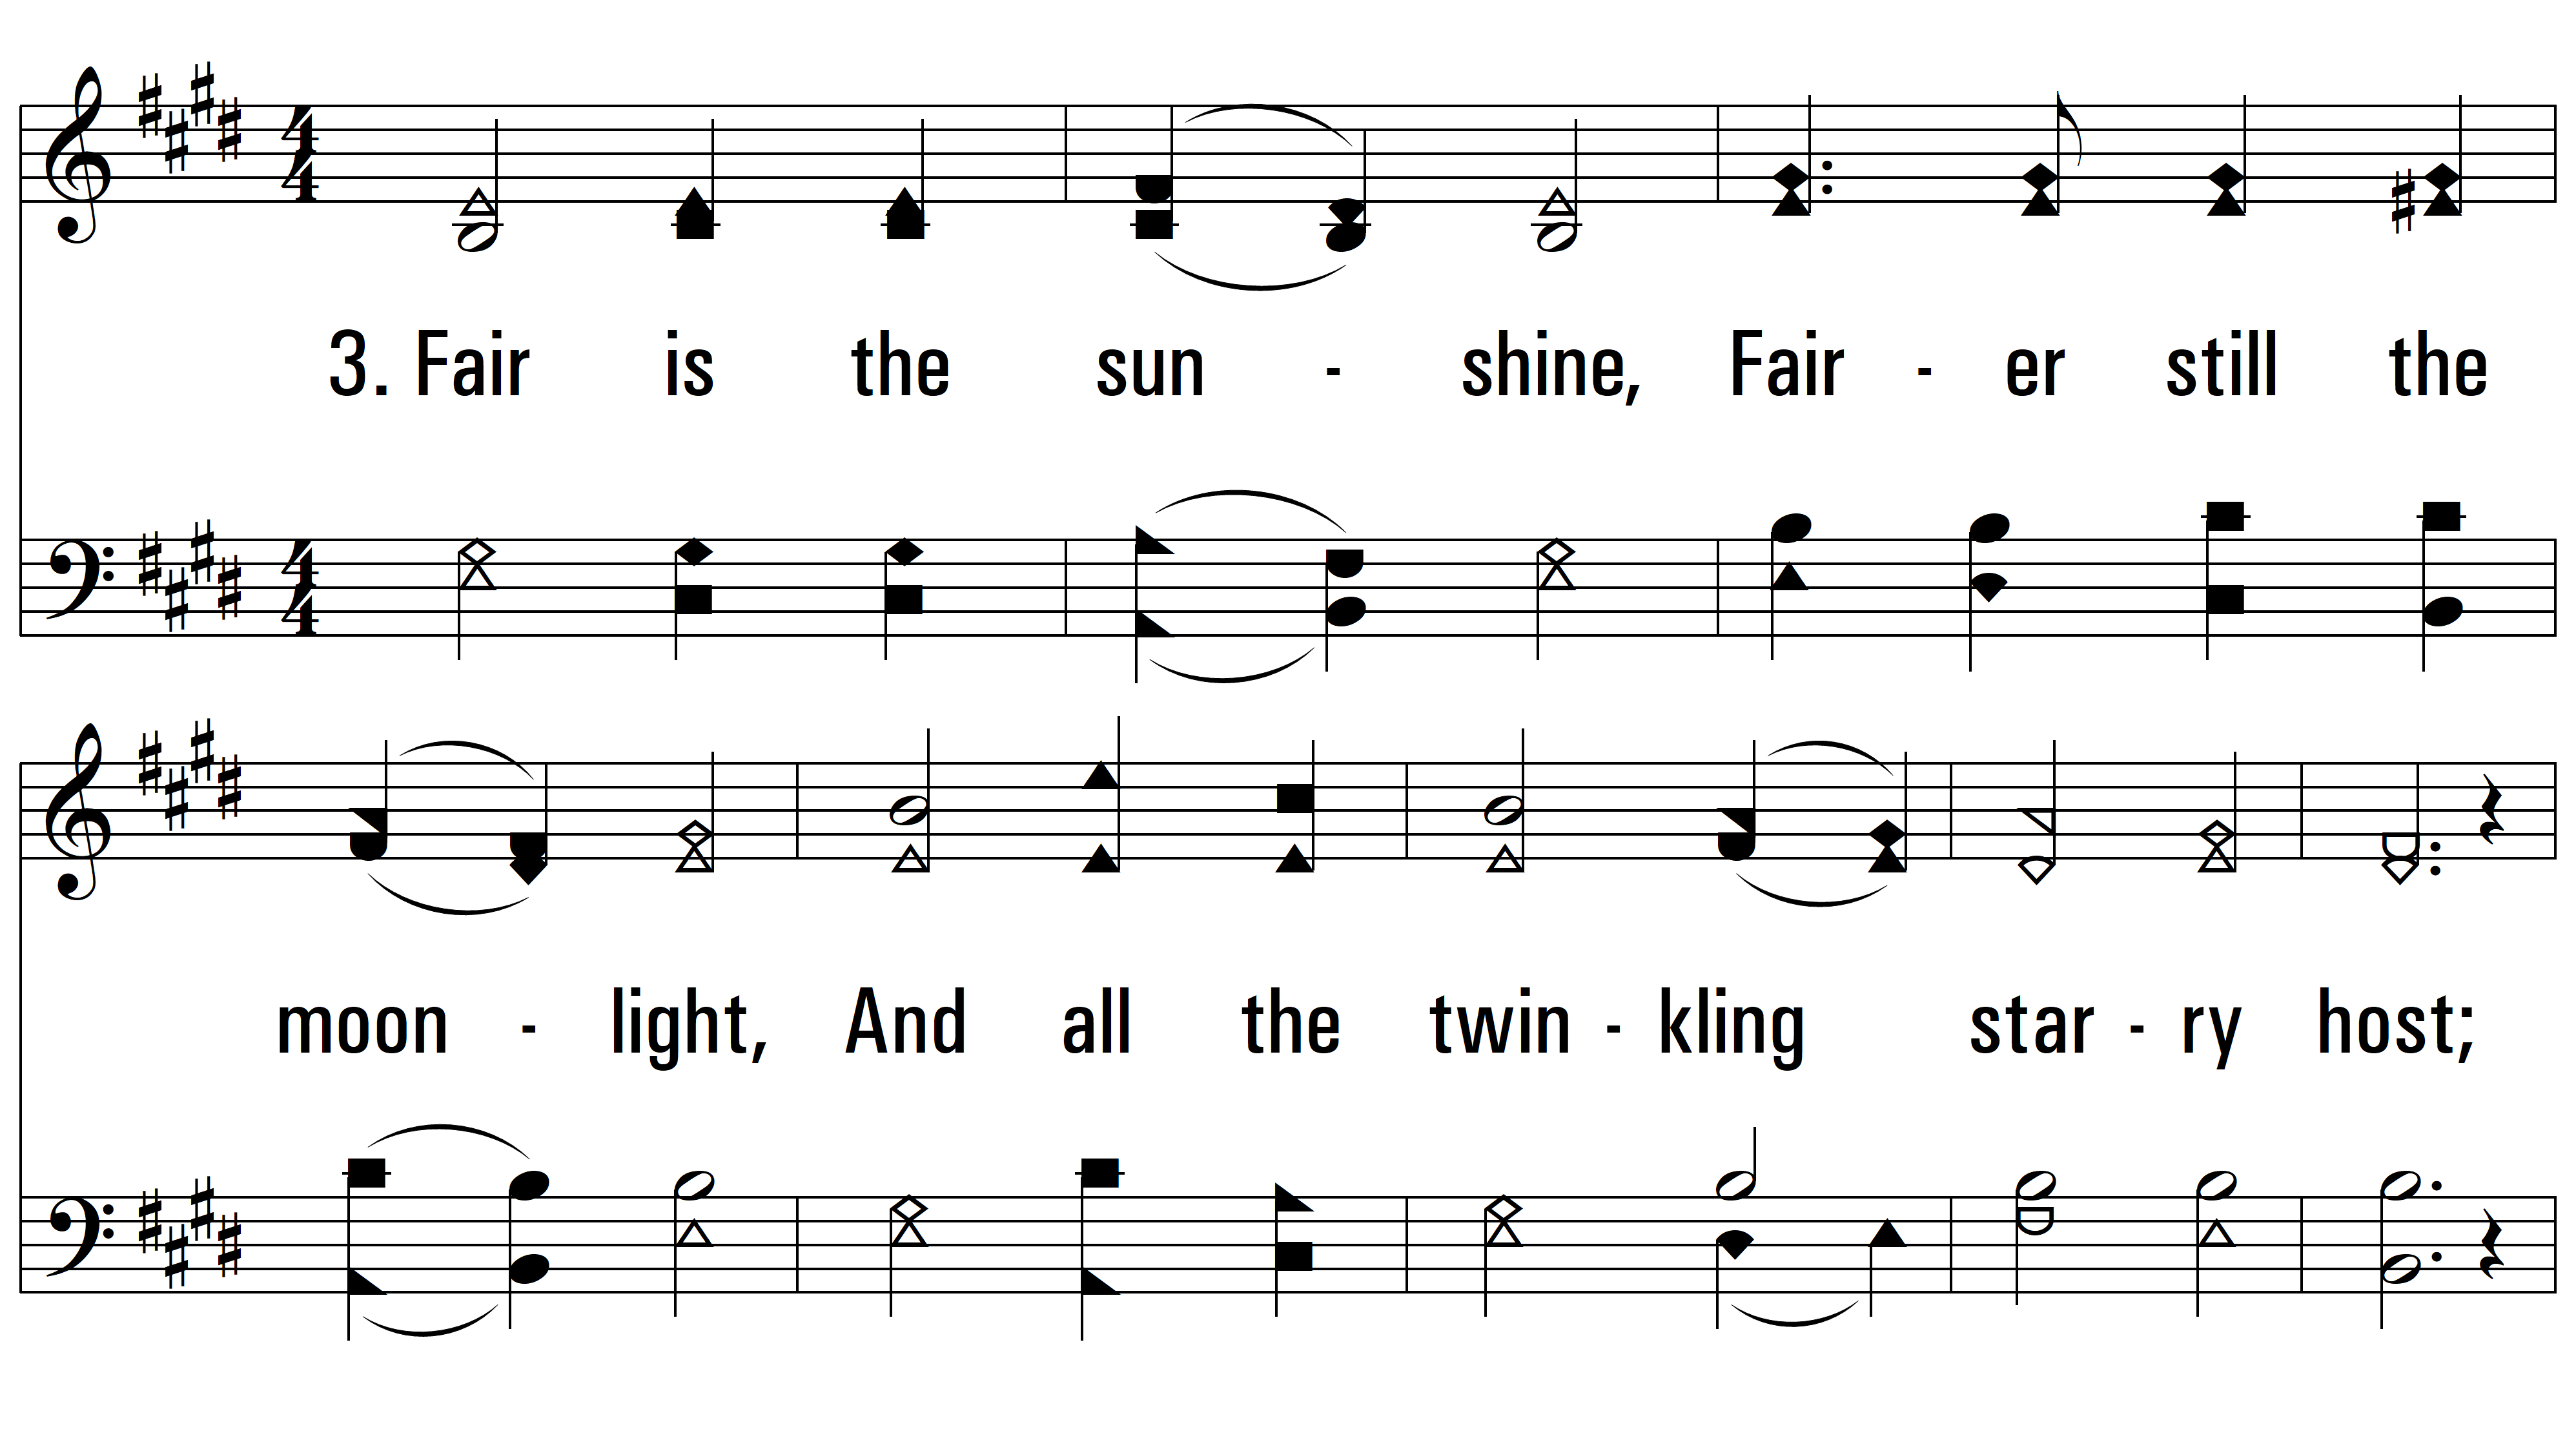 3. Fair is the sun - shine, Fair - er still the
moon - light, And all the twin - kling star - ry host;